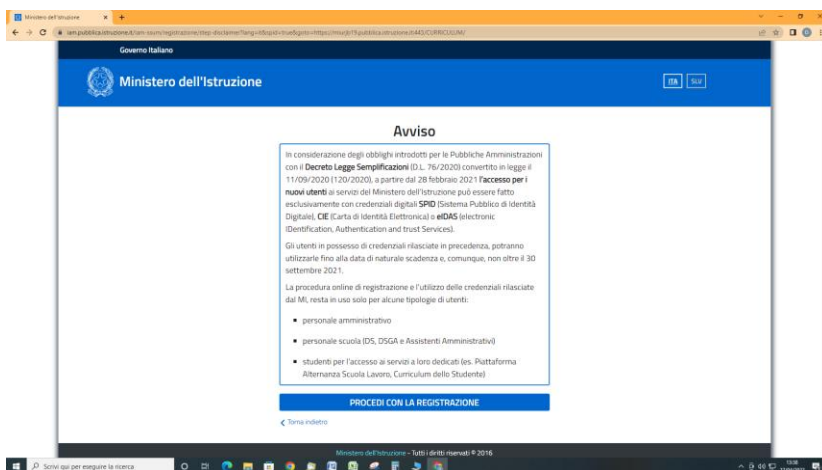 Ministero dell'Istruzione
Governo Italiano
Ministero dell'Istruzione
ITA SLV
Avviso
In considerazione degli obblighi introdotti per le Pubbliche Amministrazioni
con il Decreto Legge Semplificazioni (D.L. 76/2020) convertito in legge il
11/09/2020 (120/2020), a partire dal 28 febbraio 2021 l'accesso per i
nuovi utenti ai servizi del Ministero dell'Istruzione può essere fatto
esclusivamente con credenziali digitali SPID (Sistema Pubblico di Identità
Digitale), CIE (Carta di Identità Elettronica) o eIDAS (electronic
IDentification, Authentication and trust Services).
Gli utenti in possesso di credenziali rilasciate in precedenza, potranno
utilizzarle fino alla data di naturale scadenza e, comunque, non oltre il 30
settembre 2021.
La procedura online di registrazione e l'utilizzo delle credenziali rilasciate
dal MI, resta in uso solo per alcune tipologie di utenti:
personale amministrativo
personale scuola (DS, DSGA e Assistenti Amministrativi)
studenti per l'accesso ai servizi a loro dedicati (es. Piattaforma
Alternanza Scuola Lavoro, Curriculum dello Studente)
PROCEDI CON LA REGISTRAZIONE
Torna indietro
Ministero dell'Istruzione - Tutti i diritti riservati © 2016
Scrivi qui per eseguire la ricerca
13:08